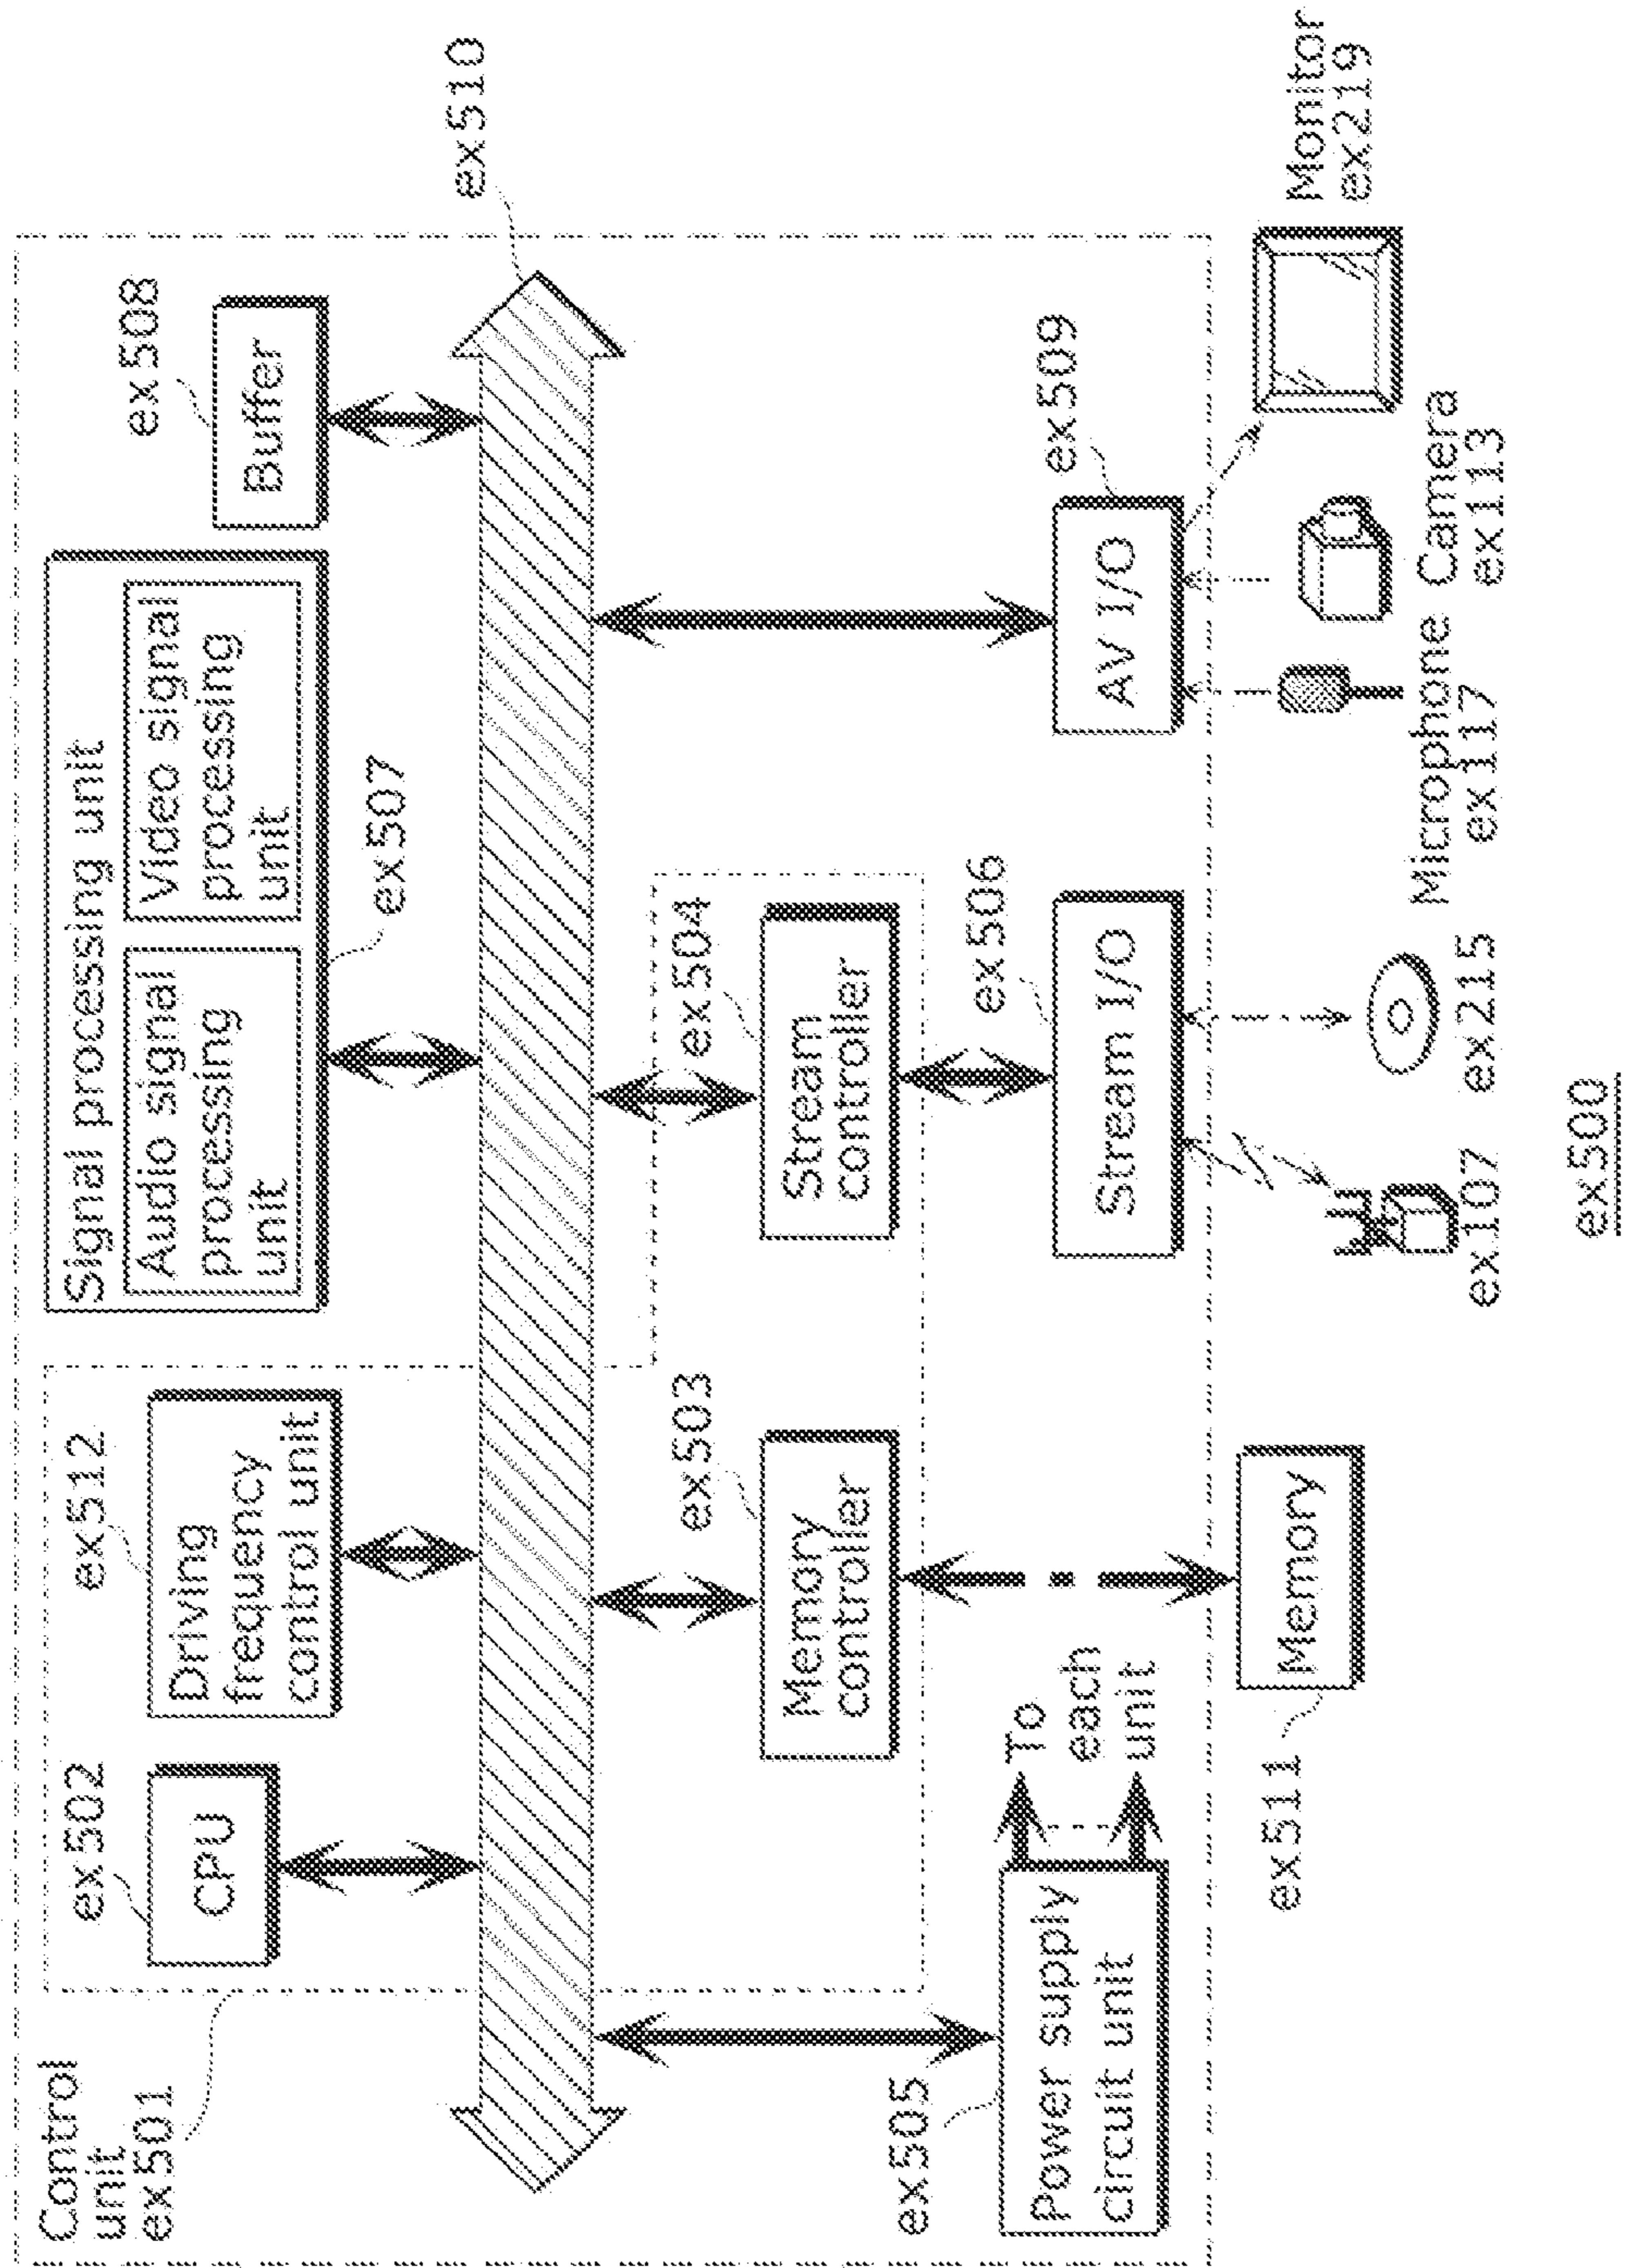 Control
unit
ex501
ex502
CPU
ex512
Driving
frequency
control unit
Signal processing unit
Audio signal
processing
unit
Video signal
processing
unit
ex507
ex508
Buffer
ex510
ex503
Memory
controller
ex504
Stream
controller
ex505
Power supply
circuit unit
To
each
unit
ex506
Stream I/O
ex509
AV I/O
ex511
Memory
ex107
ex215
Microphone
ex117
Camera
ex113
Monitor
ex219
ex500